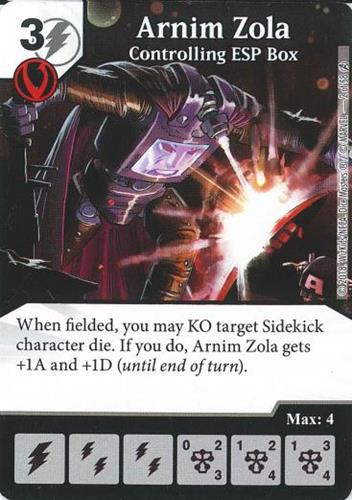 3
Arnim Zola
Controlling ESP Box
When fielded, you may KO target Sidekick
character die. If you do, Arnim Zola gets
+1A and +1D (until end of turn).
Max: 4
0 2 2
1 2 2
1 3 4